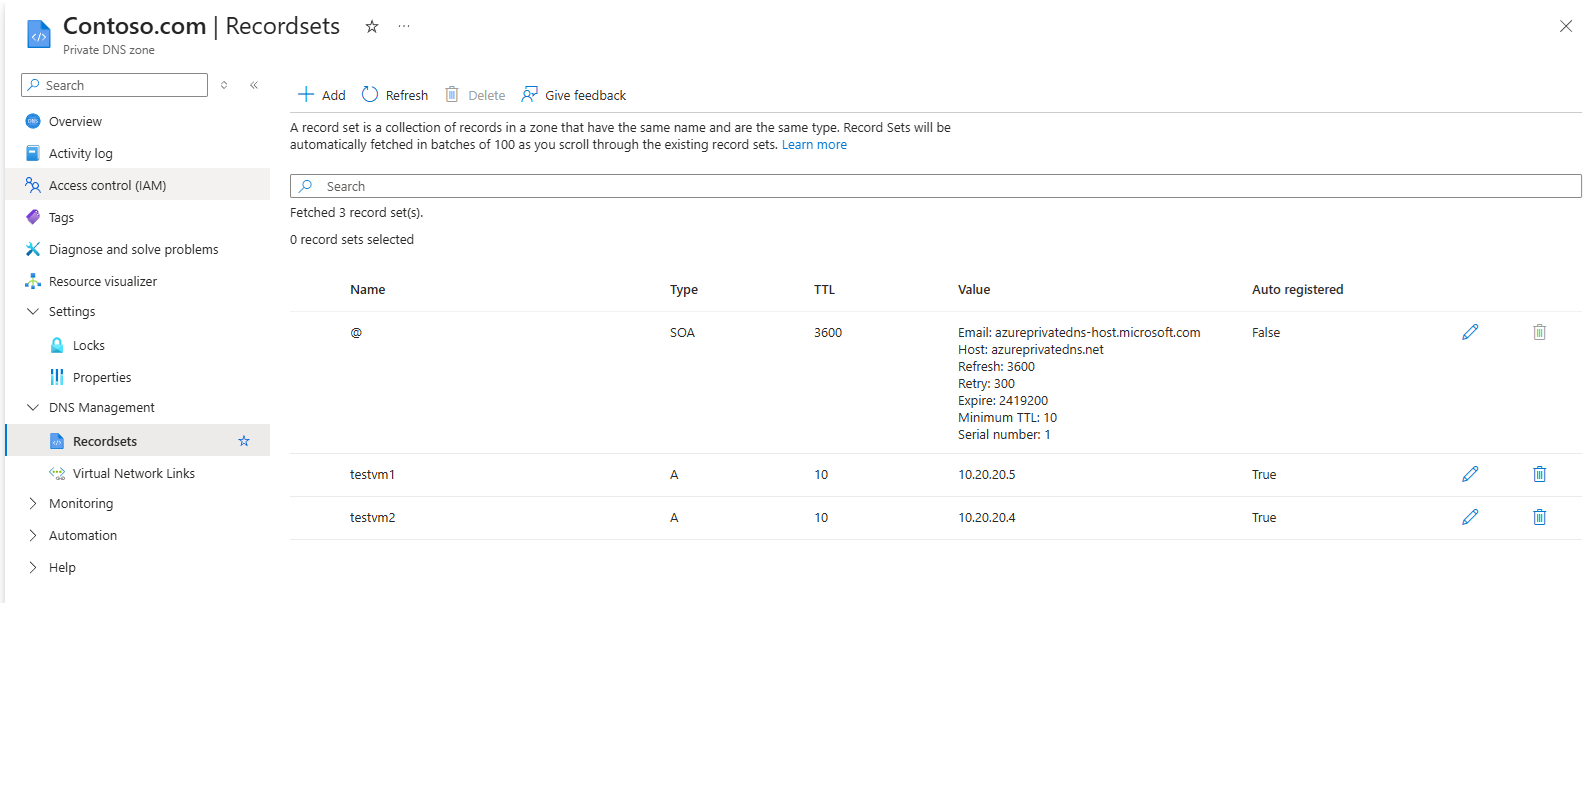 Contoso.com | Recordsets
Private DNS zone
Search
Overview
Activity log
Access control (IAM)
Tags
Diagnose and solve problems
Resource visualizer
Settings
Locks
Properties
DNS Management
Recordsets
Virtual Network Links
Monitoring
Automation
Help
Add Refresh Delete Give feedback
A record set is a collection of records in a zone that have the same name and are the same type. Record Sets will be
automatically fetched in batches of 100 as you scroll through the existing record sets. Learn more
Search
Fetched 3 record set(s).
0 record sets selected
Name Type TTL Value Auto registered
@ SOA 3600 Email: azureprivatedns-host.microsoft.com False
Host: azureprivatedns.net
Refresh: 3600
Retry: 300
Expire: 2419200
Minimum TTL: 10
Serial number: 1
testvm1 A 10 10.20.20.5 True
testvm2 A 10 10.20.20.4 True